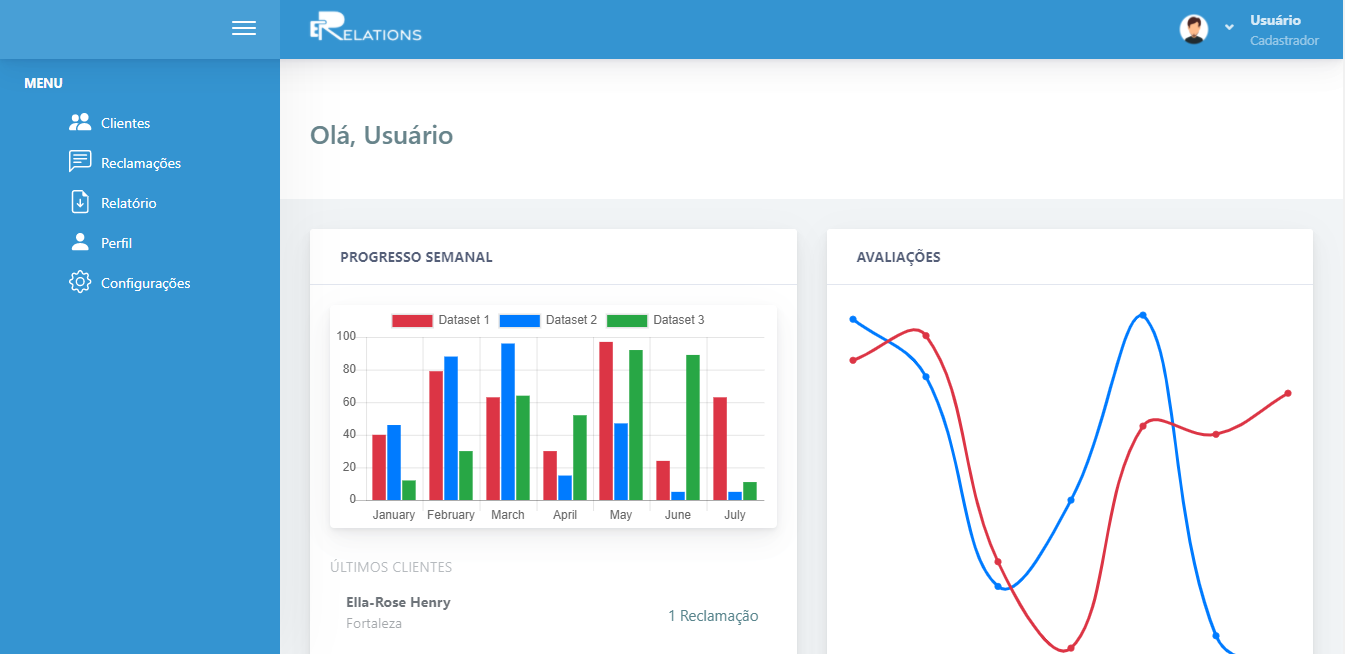 ERELATIONS
Usuário
Cadastrador
MENU
Clientes
Reclamações
Relatório
Perfil
Configurações
Olá, Usuário
PROGRESSO SEMANAL
Dataset 1 Dataset 2 Dataset 3
100
80
60
40
20
0
January February March April May June July
ÚLTIMOS CLIENTES
Ella-Rose Henry
Fortaleza
1 Reclamação
AVALIAÇÕES